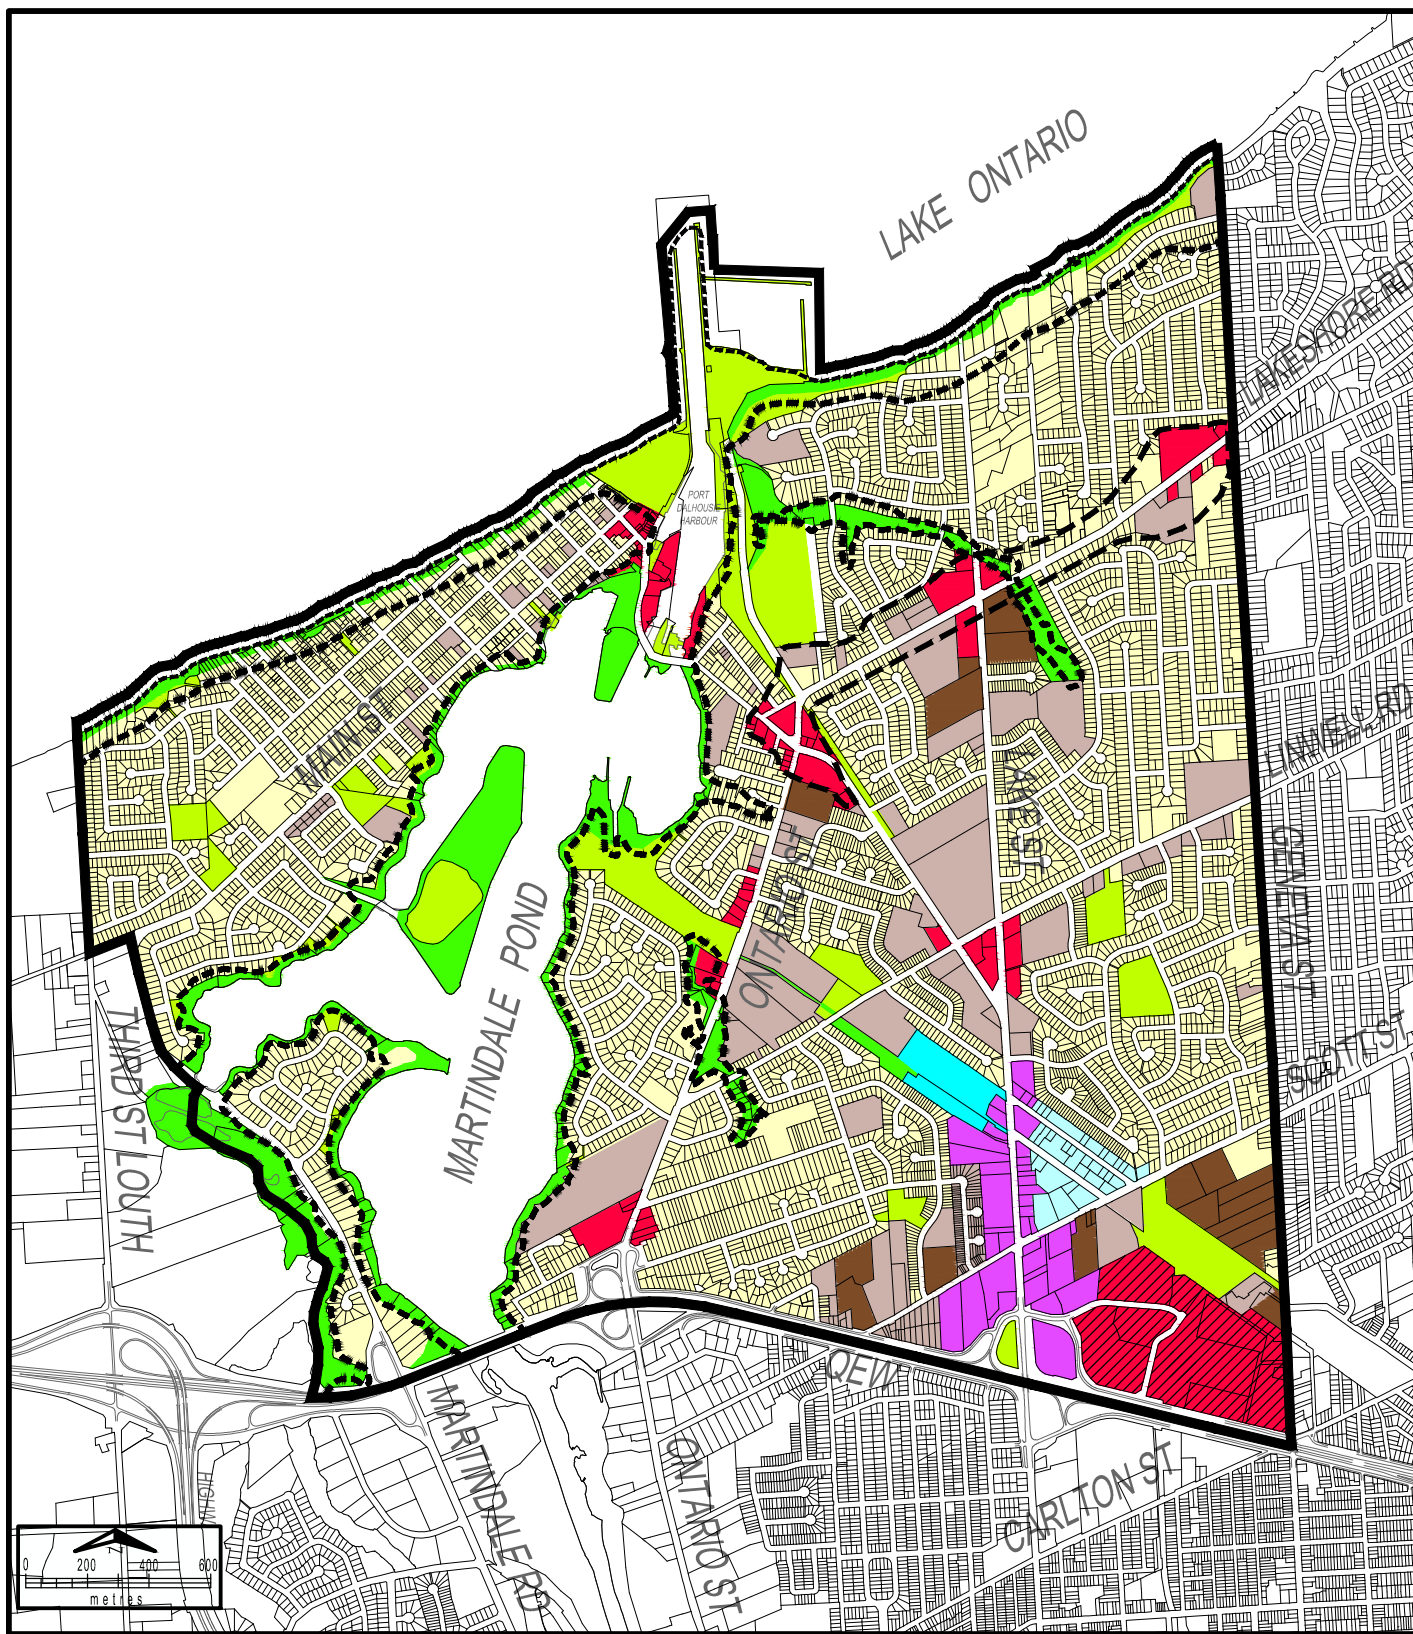 LAKE ONTARIO
LAKESHORE RD
PORT
DALHOUSIE
HARBOUR
MAIN ST
LINWELL RD
LAKE ST
GENEVA ST
ONTARIO ST
MARTINDALE POND
SCOTT ST
THIRD ST LOUTH
QEW
MARTINDALE RD
ONTARIO ST
CARLTON ST
0 200 400 600
metres